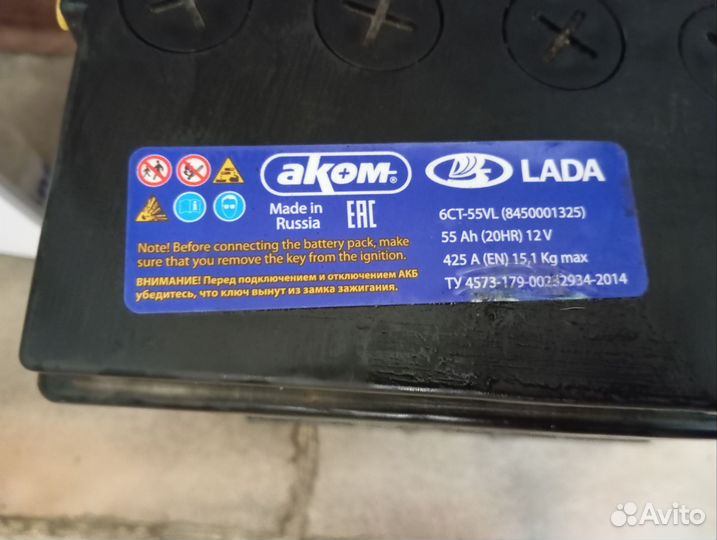 аком ®
LADA
Made in
Russia
EAC
6СТ-55VL (8450001325)
55 Ah (20HR) 12 V
425 A (EN) 15,1 Kg max
ТУ 4573-179-00232934-2014
Note! Before connecting the battery pack, make
sure that you remove the key from the ignition.
ВНИМАНИЕ! Перед подключением и отключением АКБ
убедитесь, что ключ вынут из замка зажигания.
Avito